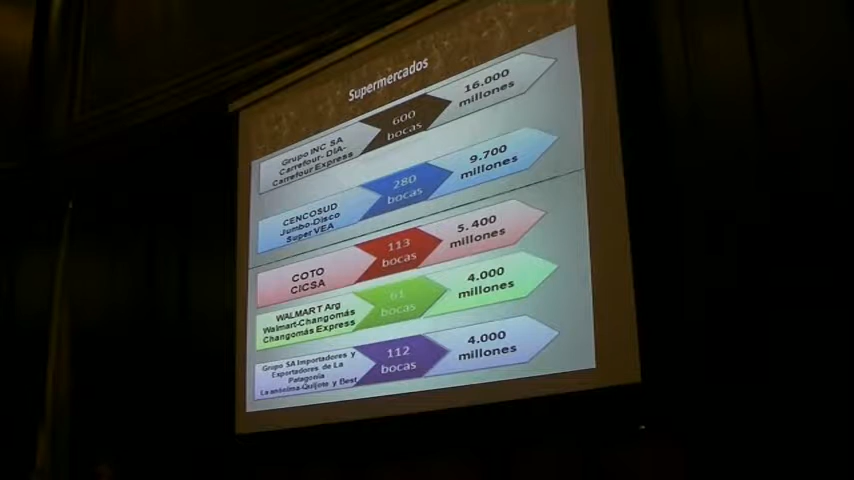 Supermercados
Grupo INC SA
Carrefour- DIA-
Carrefour Express
600
bocas
16.000
millones
CENCOSUD
Jumbo-Disco
Super VEA
280
bocas
9.700
millones
COTO
CICSA
113
bocas
5.400
millones
WALMART Arg
Walmart-Changomás
Changomás Express
61
bocas
4.000
millones
Grupo SA Importadores y
Exportadores de La
Patagonia
La anónima-Quijote y Best
112
bocas
4.000
millones